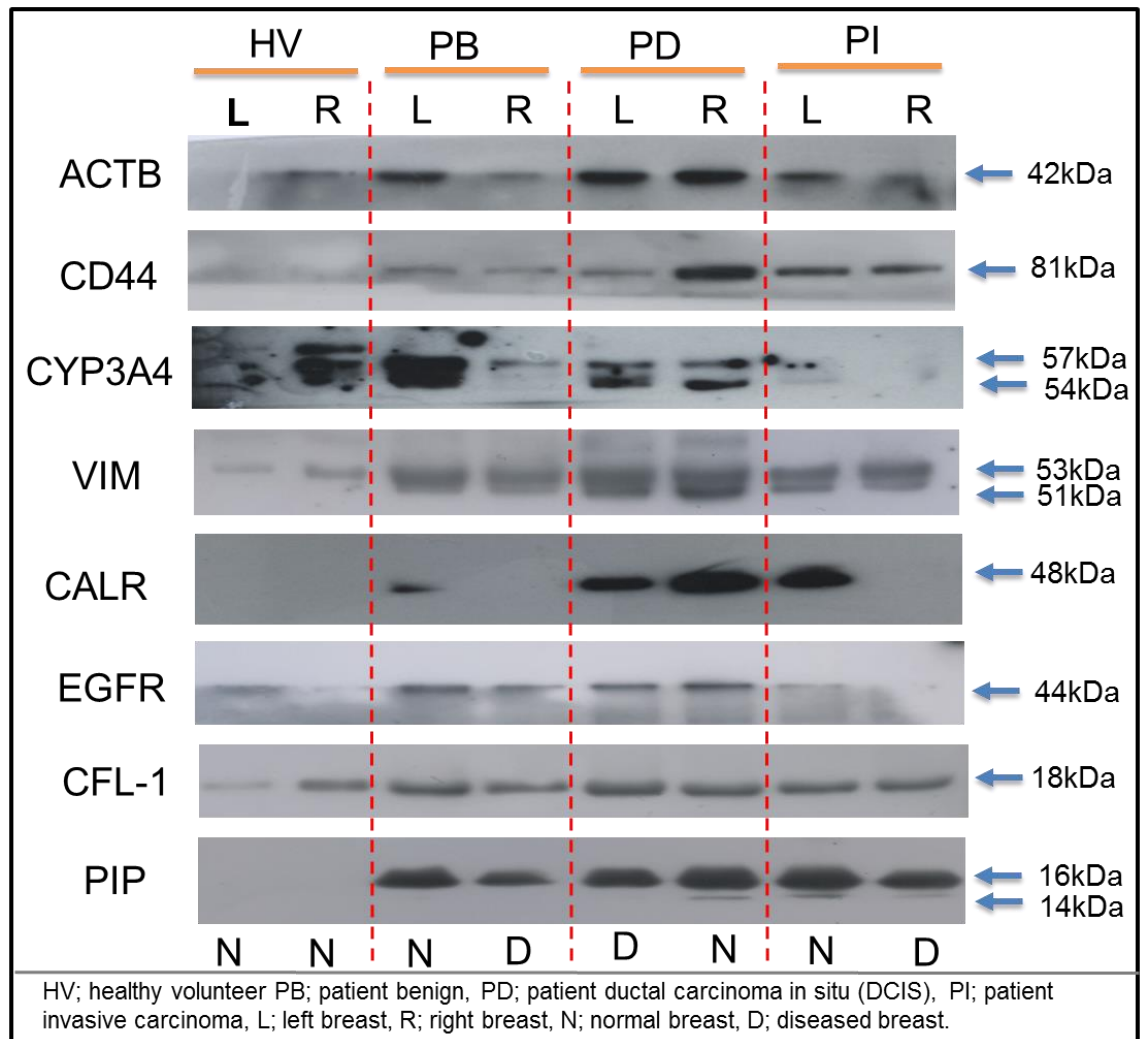 HV PB PD PI
L R L R L R L R
ACTB 42kDa
CD44 81kDa
CYP3A4 57kDa
54kDa
VIM 53kDa
51kDa
CALR 48kDa
EGFR 44kDa
CFL-1 18kDa
PIP 16kDa
14kDa
N N N D D N N D
HV; healthy volunteer PB; patient benign, PD; patient ductal carcinoma in situ (DCIS), PI; patient
invasive carcinoma, L; left breast, R; right breast, N; normal breast, D; diseased breast.